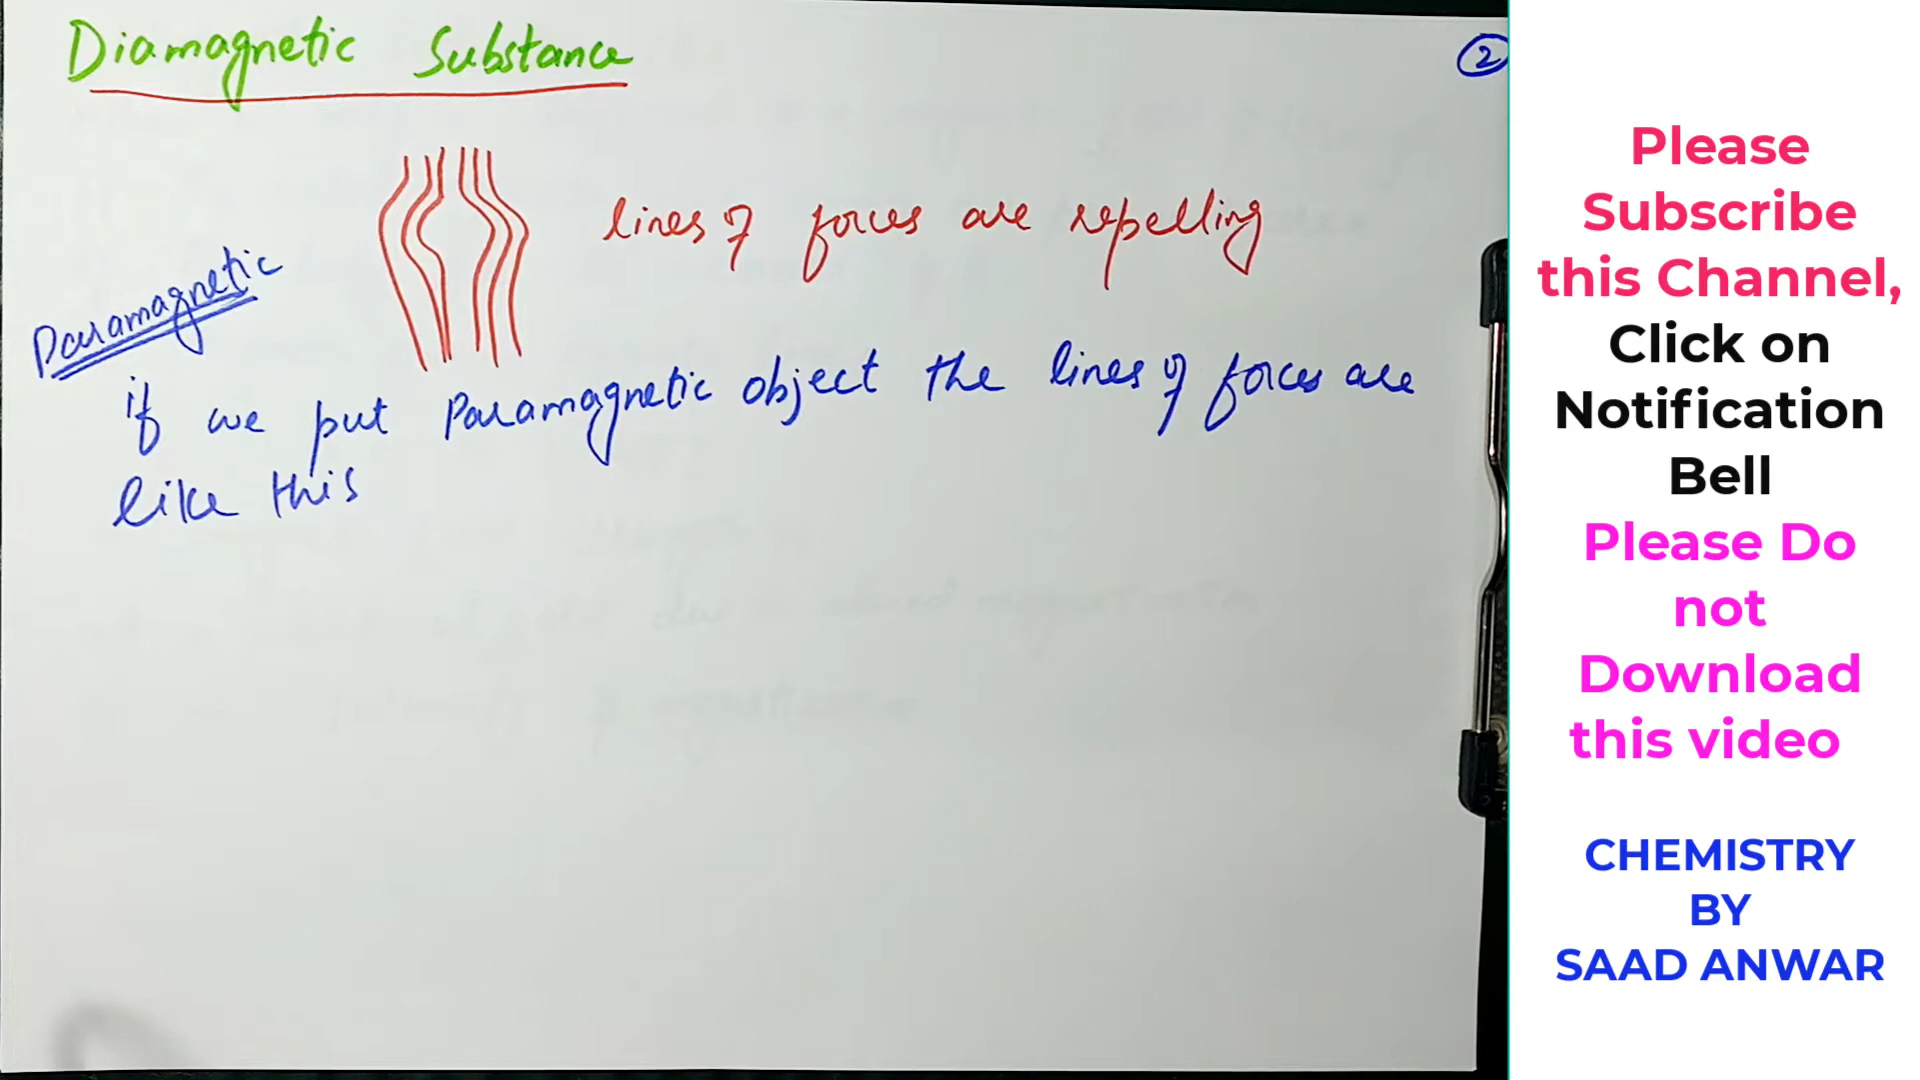 Diamagnetic Substance
2
lines of forces are repelling
Paramagnetic
if we put Paramagnetic object the lines of forces are
like this
Please
Subscribe
this Channel,
Click on
Notification
Bell
Please Do
not
Download
this video
CHEMISTRY
BY
SAAD ANWAR